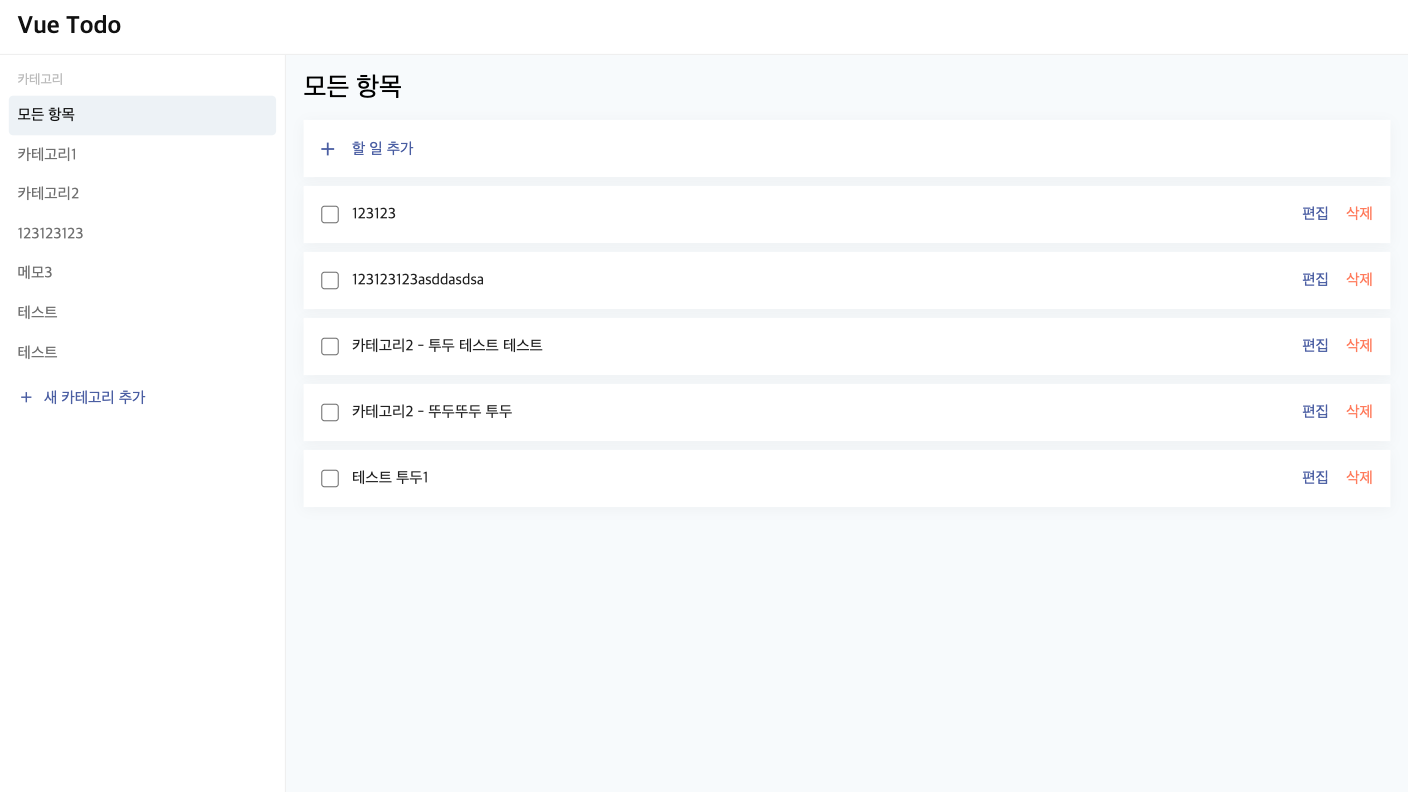 Vue Todo
카테고리
모든 항목
카테고리1
카테고리2
123123123
메모3
테스트
테스트
+ 새 카테고리 추가
모든 항목
+ 할 일 추가
123123 편집 삭제
123123123asddasdsa 편집 삭제
카테고리2 - 투두 테스트 테스트 편집 삭제
카테고리2 - 뚜두뚜두 투두 편집 삭제
테스트 투두1 편집 삭제